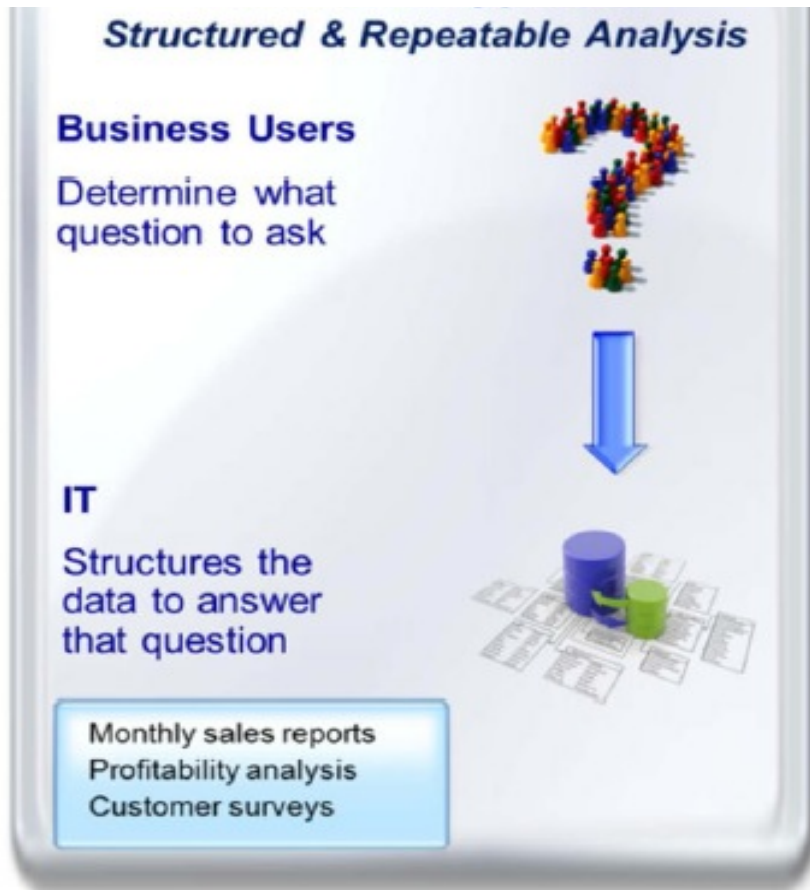 Structured & Repeatable Analysis
Business Users
Determine what
question to ask
IT
Structures the
data to answer
that question
Monthly sales reports
Profitability analysis
Customer surveys